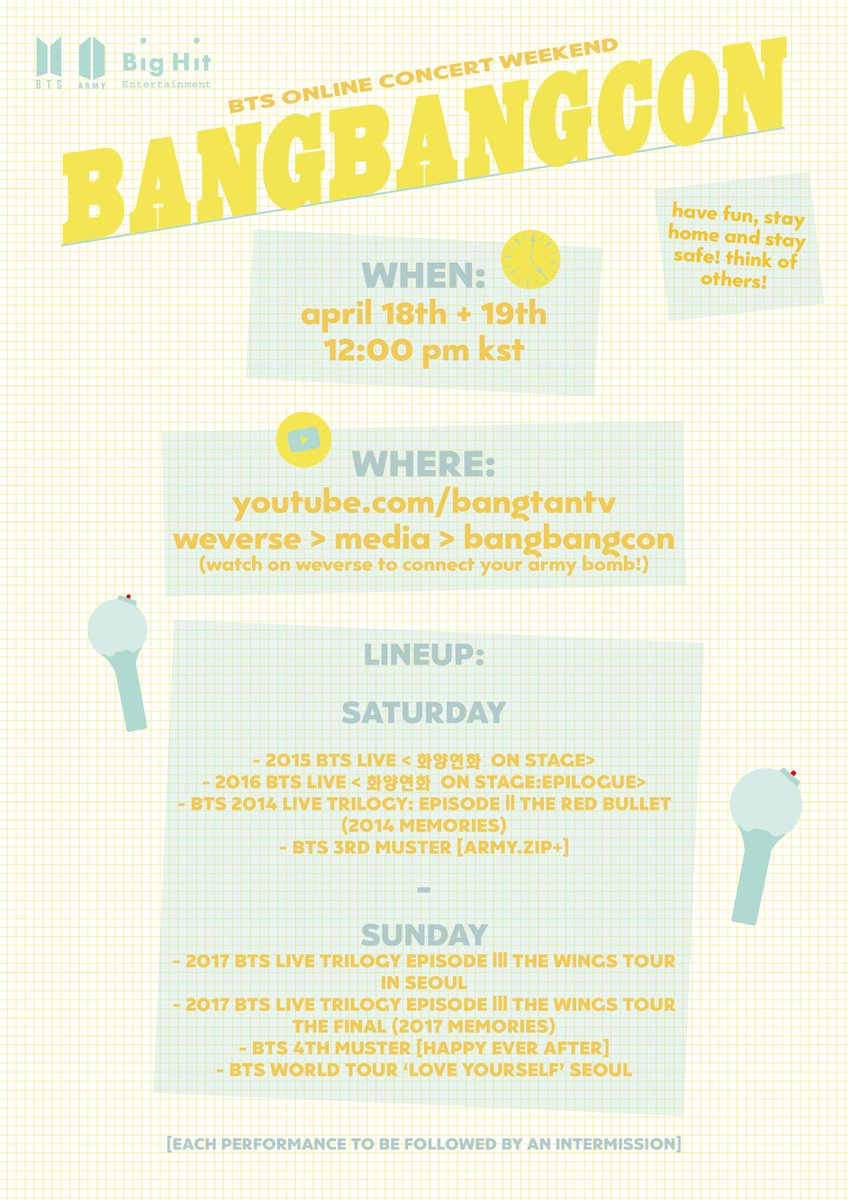 BTS
ARMY
Big Hit
Entertainment
BTS ONLINE CONCERT WEEKEND
BANGBANGCON
have fun, stay
home and stay
safe! think of
others!
WHEN:
april 18th + 19th
12:00 pm kst
WHERE:
youtube.com/bangtantv
weverse > media > bangbangcon
(watch on weverse to connect your army bomb!)
LINEUP:
SATURDAY
- 2015 BTS LIVE < 화양연화 ON STAGE>
- 2016 BTS LIVE < 화양연화 ON STAGE:EPILOGUE>
- BTS 2014 LIVE TRILOGY: EPISODE ll THE RED BULLET
(2014 MEMORIES)
- BTS 3RD MUSTER [ARMY.ZIP+]
-
SUNDAY
- 2017 BTS LIVE TRILOGY EPISODE lll THE WINGS TOUR
IN SEOUL
- 2017 BTS LIVE TRILOGY EPISODE lll THE WINGS TOUR
THE FINAL (2017 MEMORIES)
- BTS 4TH MUSTER [HAPPY EVER AFTER]
- BTS WORLD TOUR ‘LOVE YOURSELF’ SEOUL
[EACH PERFORMANCE TO BE FOLLOWED BY AN INTERMISSION]